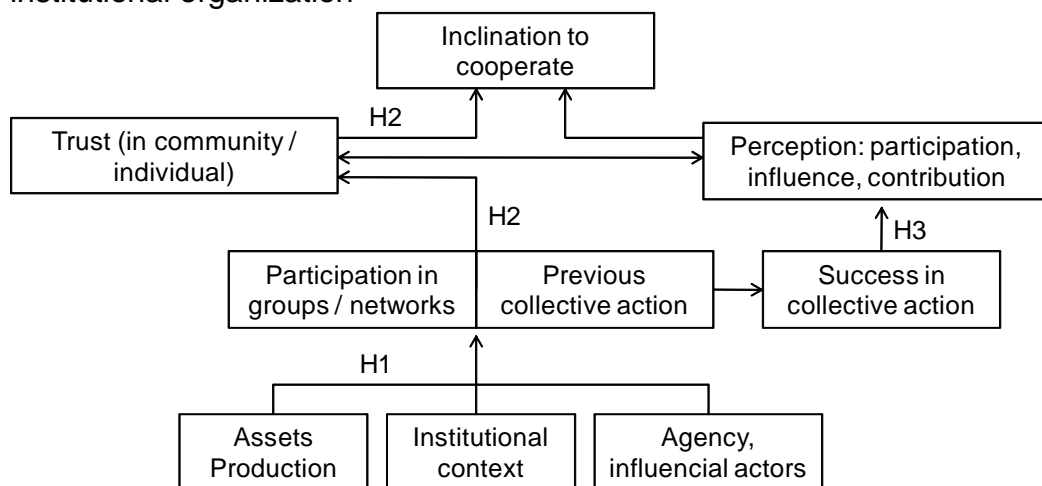 institutional organization
Inclination to
cooperate
H2
Trust (in community /
individual)
Perception: participation,
influence, contribution
H2
H3
Participation in
groups / networks
Previous
collective action
Success in
collective action
H1
Assets
Production
Institutional
context
Agency,
influencial actors